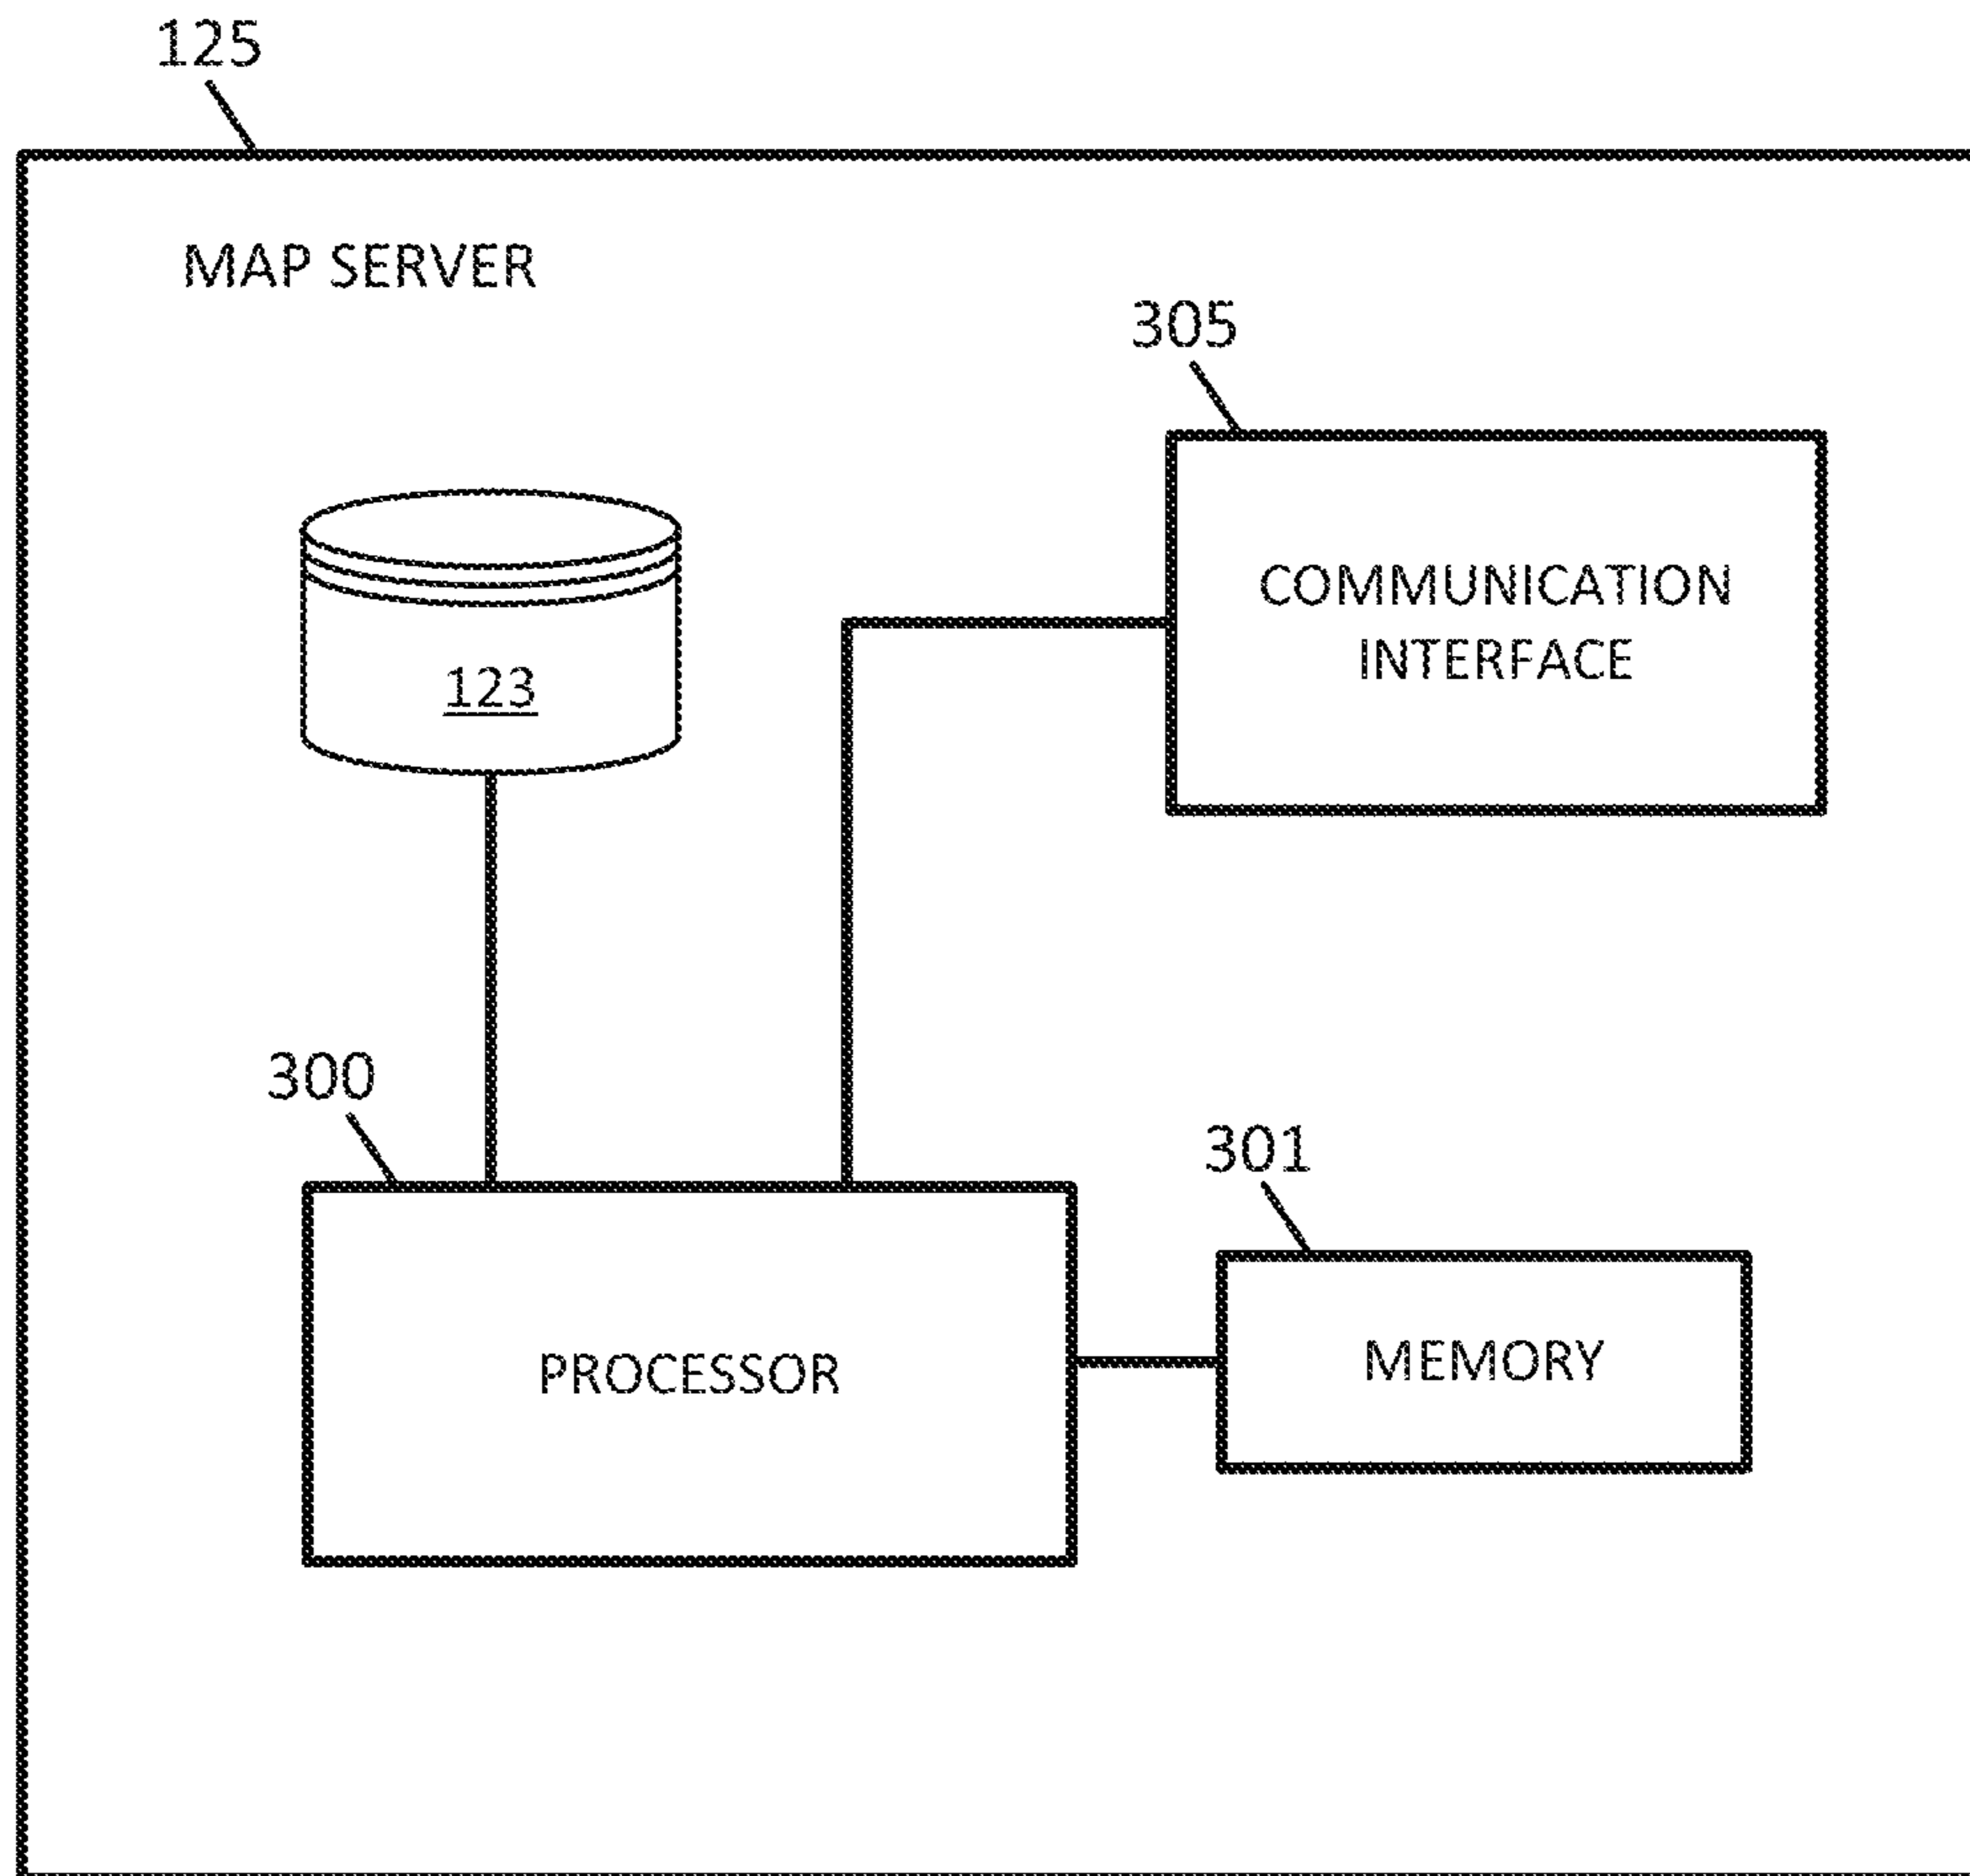 125
MAP SERVER
305
COMMUNICATION
INTERFACE
123
300
301
PROCESSOR
MEMORY